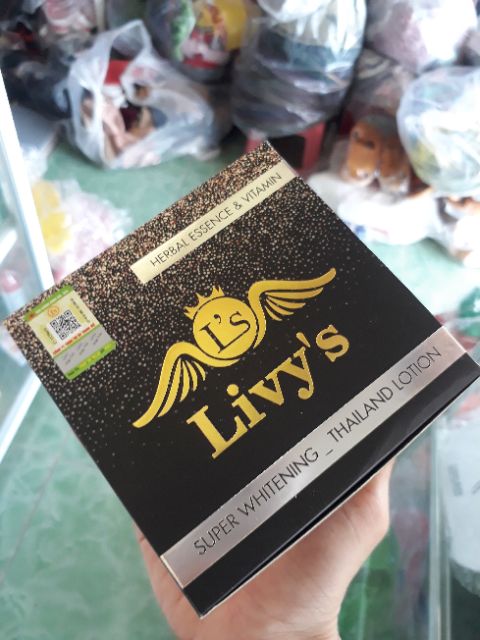 HERBAL ESSENCE & VITAMIN
L's
Livy's
SUPER WHITENING _ THAILAND LOTION